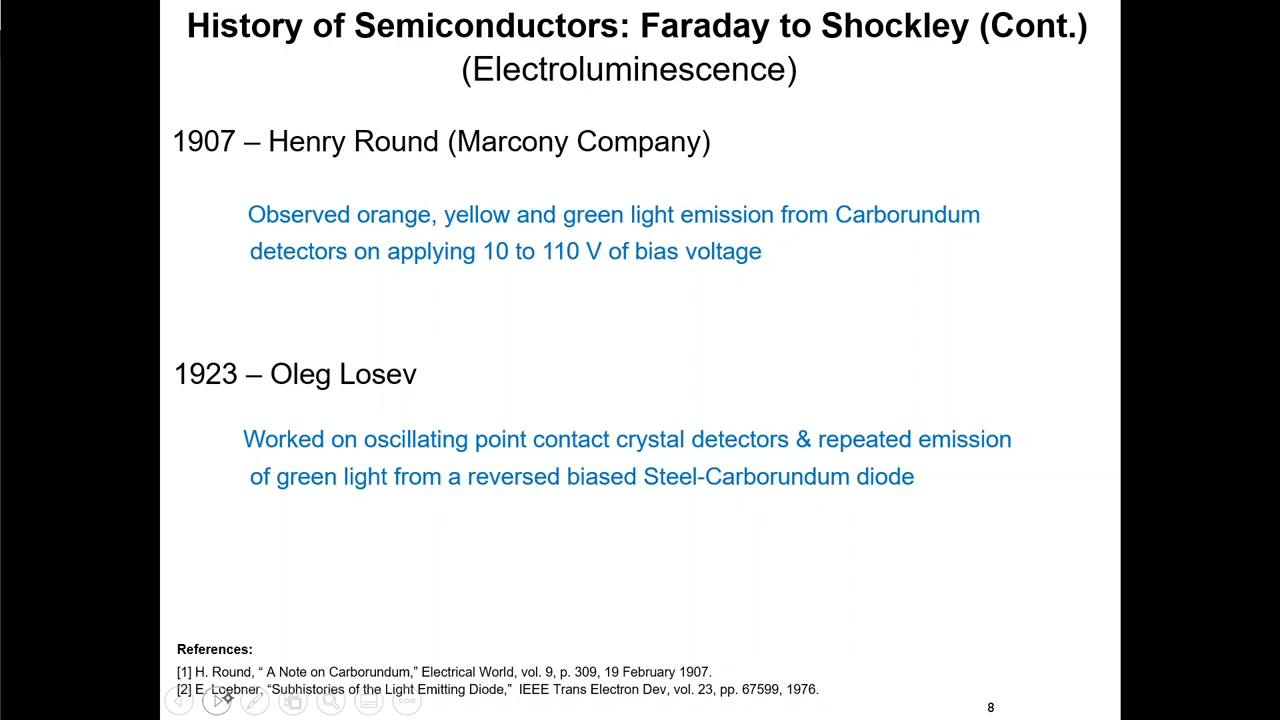 History of Semiconductors: Faraday to Shockley (Cont.)
(Electroluminescence)
1907 – Henry Round (Marcony Company)
Observed orange, yellow and green light emission from Carborundum
detectors on applying 10 to 110 V of bias voltage
1923 – Oleg Losev
Worked on oscillating point contact crystal detectors & repeated emission
of green light from a reversed biased Steel-Carborundum diode
References:
[1] H. Round, “ A Note on Carborundum,” Electrical World, vol. 9, p. 309, 19 February 1907.
[2] E. Loebner, “Subhistories of the Light Emitting Diode,” IEEE Trans Electron Dev, vol. 23, pp. 67599, 1976.
8